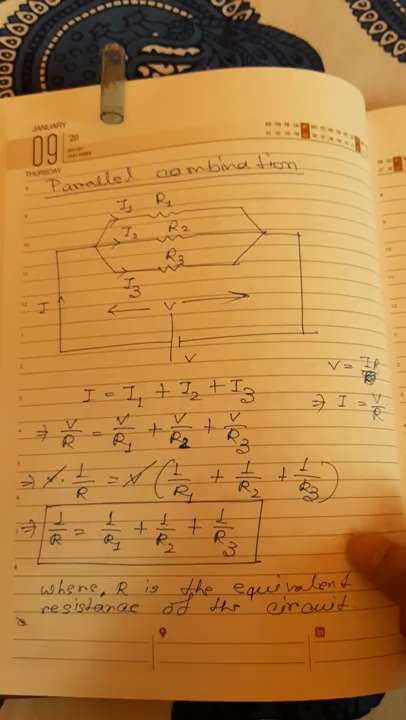 JANUARY
09 '20
THURSDAY
Parallel combination
I1 R1
I2 R2
R3
I3
I
V
V
V = IR
I = I1 + I2 + I3
⇒ I = V/R
⇒ V/R = V/R1 + V/R2 + V/R3
⇒ V · 1/R = V (1/R1 + 1/R2 + 1/R3)
⇒ 1/R = 1/R1 + 1/R2 + 1/R3
where, R is the equivalent
resistance of the circuit.